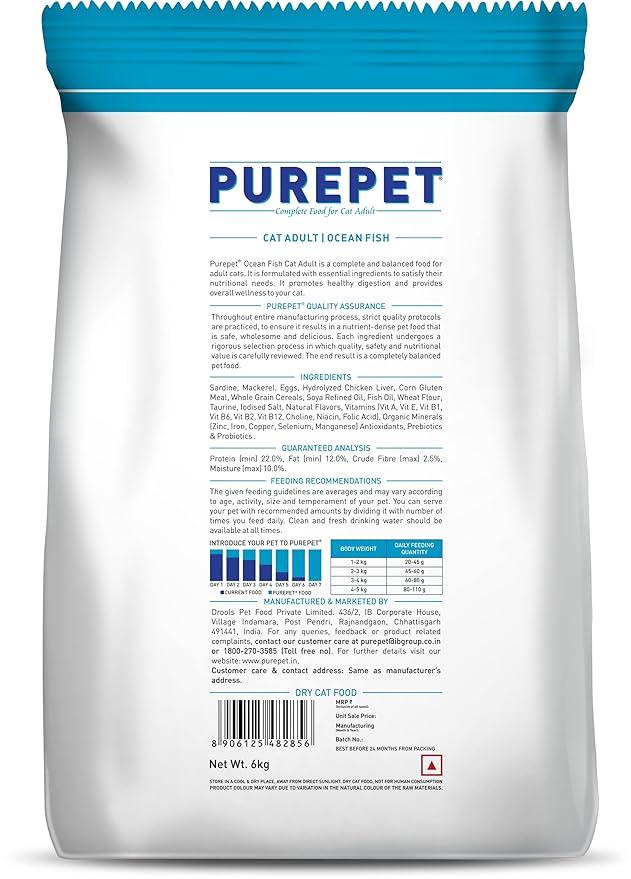 PUREPET®
Complete Food for Cat Adult
CAT ADULT | OCEAN FISH
Purepet® Ocean Fish Cat Adult is a complete and balanced food for
adult cats. It is formulated with essential ingredients to satisfy their
nutritional needs. It promotes healthy digestion and provides
overall wellness to your cat.
PUREPET® QUALITY ASSURANCE
Throughout entire manufacturing process, strict quality protocols
are practiced, to ensure it results in a nutrient-dense pet food that
is safe, wholesome and delicious. Each ingredient undergoes a
rigorous selection process in which quality, safety and nutritional
value is carefully reviewed. The end result is a completely balanced
pet food.
INGREDIENTS
Sardine, Mackerel, Eggs, Hydrolyzed Chicken Liver, Corn Gluten
Meal, Whole Grain Cereals, Soya Refined Oil, Fish Oil, Wheat Flour,
Taurine, Iodised Salt, Natural Flavors, Vitamins (Vit A, Vit E, Vit B1,
Vit B6, Vit B2, Vit B12, Choline, Niacin, Folic Acid), Organic Minerals
(Zinc, Iron, Copper, Selenium, Manganese) Antioxidants, Prebiotics
& Probiotics.
GUARANTEED ANALYSIS
Protein (min) 22.0%, Fat (min) 12.0%, Crude Fibre (max) 2.5%,
Moisture (max) 10.0%.
FEEDING RECOMMENDATIONS
The given feeding guidelines are averages and may vary according
to age, activity, size and temperament of your pet. You can serve
your pet with recommended amounts by dividing it with number of
times you feed daily. Clean and fresh drinking water should be
available at all times.
INTRODUCE YOUR PET TO PUREPET®
DAY 1 DAY 2 DAY 3 DAY 4 DAY 5 DAY 6 DAY 7
CURRENT FOOD PUREPET® FOOD
BODY WEIGHT DAILY FEEDING QUANTITY
1-2 kg 20-45 g
2-3 kg 45-60 g
3-4 kg 60-80 g
4-5 kg 80-110 g
MANUFACTURED & MARKETED BY
Drools Pet Food Private Limited. 436/2, IB Corporate House,
Village Indamara, Post Pendri, Rajnandgaon, Chhattisgarh
491441, India. For any queries, feedback or product related
complaints, contact our customer care at purepet@ibgroup.co.in
or 1800-270-3585 (Toll free no). For further details visit our
website: www.purepet.in,
Customer care & contact address: Same as manufacturer's
address.
DRY CAT FOOD
8 906125 482856
MRP ₹
(Inclusive of all taxes):
Unit Sale Price:
Manufacturing
(Month & Year):
Batch No.:
BEST BEFORE 24 MONTHS FROM PACKING
Net Wt. 6kg
STORE IN A COOL & DRY PLACE, AWAY FROM DIRECT SUNLIGHT. DRY CAT FOOD, NOT FOR HUMAN CONSUMPTION
PRODUCT COLOUR MAY VARY DUE TO VARIATION IN THE NATURAL COLOUR OF THE RAW MATERIALS.